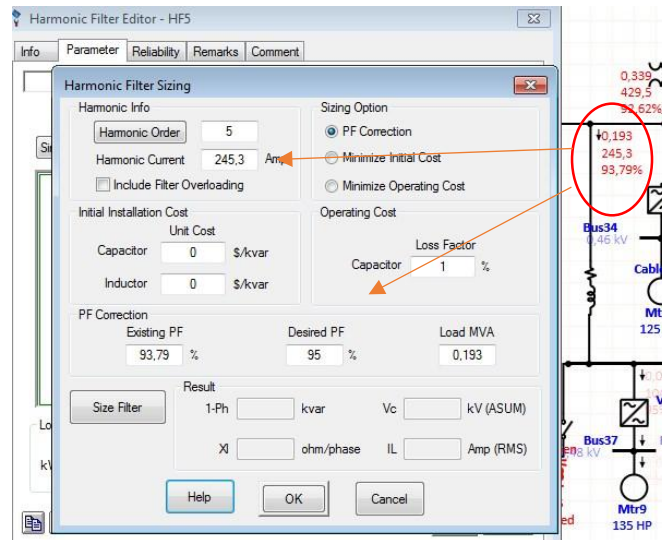 Harmonic Filter Editor - HF5
Info Parameter Reliability Remarks Comment
Harmonic Filter Sizing
Harmonic Info
Harmonic Order 5
Harmonic Current 245,3
Include Filter Overloading
Sizing Option
PF Correction
Minimize Initial Cost
Minimize Operating Cost
Initial Installation Cost
Unit Cost
Capacitor 0 $/kvar
Inductor 0 $/kvar
Operating Cost
Loss Factor
Capacitor 1 %
PF Correction
Existing PF Desired PF Load MVA
93,79 % 95 % 0,193
Size Filter
Result
1-Ph kvar Vc kV (ASUM)
Xl ohm/phase IL Amp (RMS)
Help OK Cancel
0,339
429,5
92,62%
0,193
245,3
93,79%
Bus34
0,46 kV
125
Bus37
Mtr9
135 HP